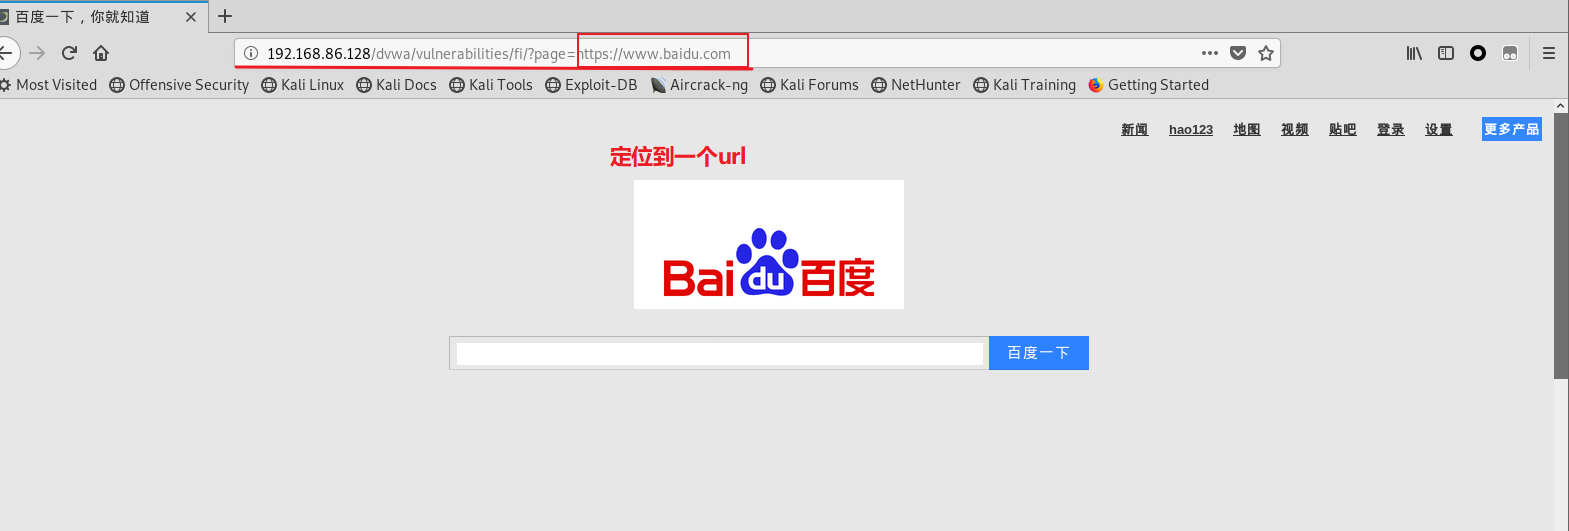 百度一下，你就知道
192.168.86.128/dvwa/vulnerabilities/fi/?page=https://www.baidu.com
Most Visited Offensive Security Kali Linux Kali Docs Kali Tools Exploit-DB Aircrack-ng Kali Forums NetHunter Kali Training Getting Started
新闻 hao123 地图 视频 贴吧 登录 设置 更多产品
定位到一个url
Bai du 百度
百度一下